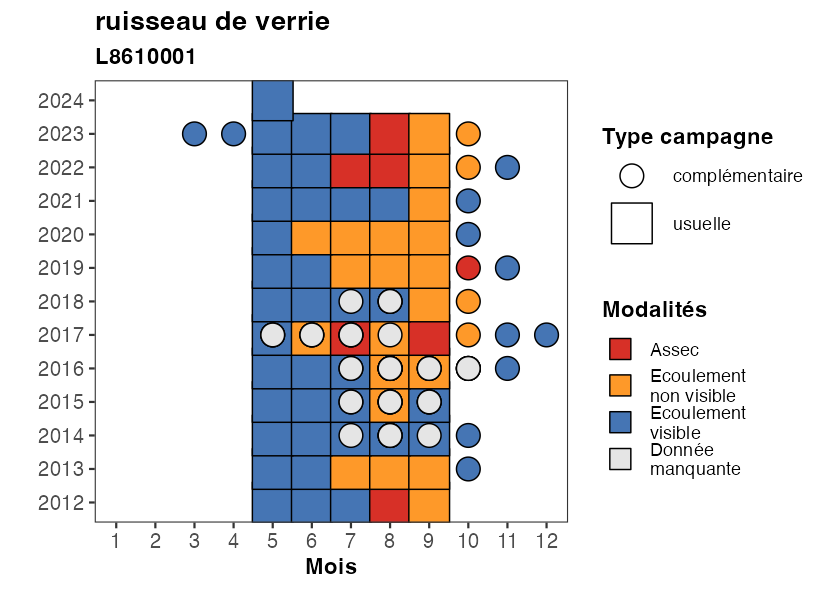 ruisseau de verrie
L8610001
2024
2023
2022
2021
2020
2019
2018
2017
2016
2015
2014
2013
2012
1 2 3 4 5 6 7 8 9 10 11 12
Mois
Type campagne
complémentaire
usuelle
Modalités
Assec
Ecoulement
non visible
Ecoulement
visible
Donnée
manquante